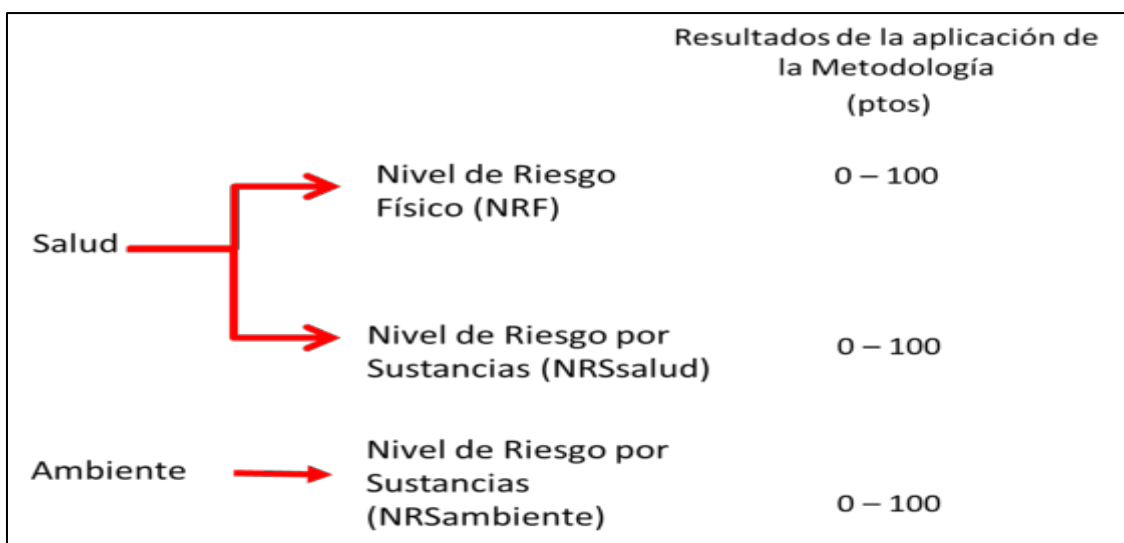 Resultados de la aplicación de
la Metodología
(ptos)
Nivel de Riesgo
Físico (NRF)
0 – 100
Salud
Nivel de Riesgo por
Sustancias (NRSsalud)
0 – 100
Ambiente
Nivel de Riesgo por
Sustancias
(NRSambiente)
0 – 100